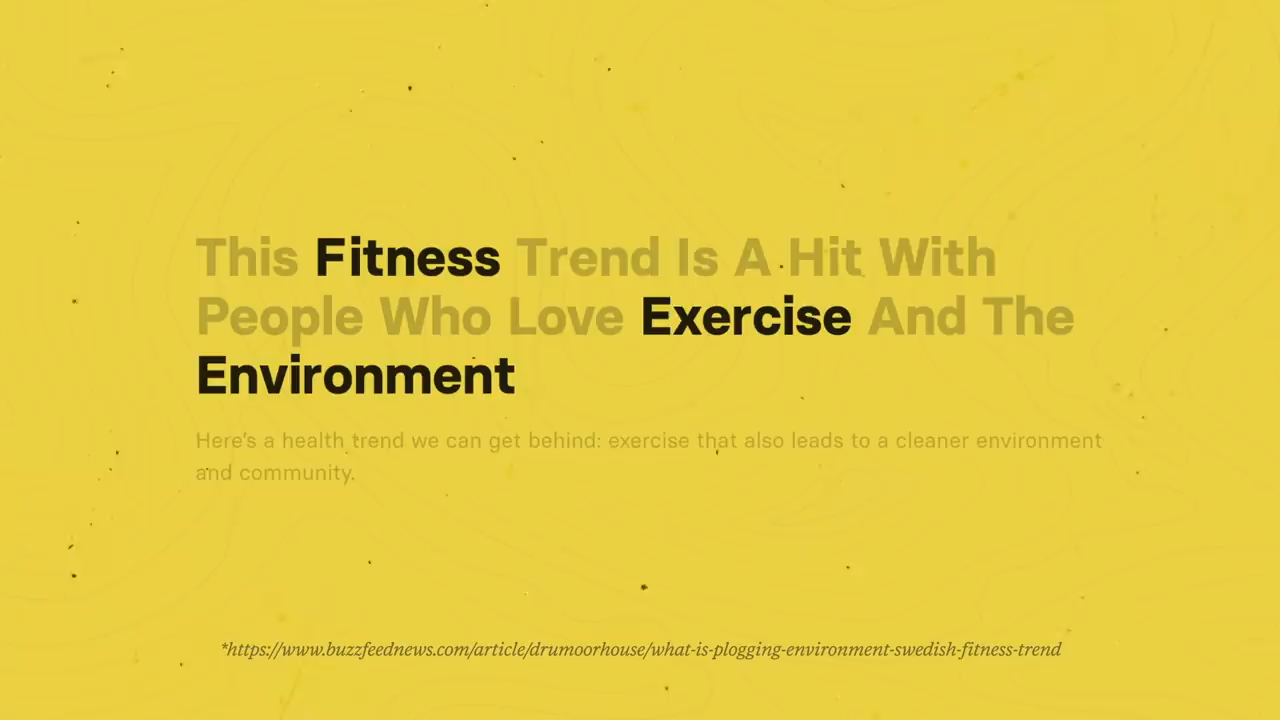 This Fitness Trend Is A Hit With
People Who Love Exercise And The
Environment
Here's a health trend we can get behind: exercise that also leads to a cleaner environment
and community.
*https://www.buzzfeednews.com/article/drumoorhouse/what-is-plogging-environment-swedish-fitness-trend